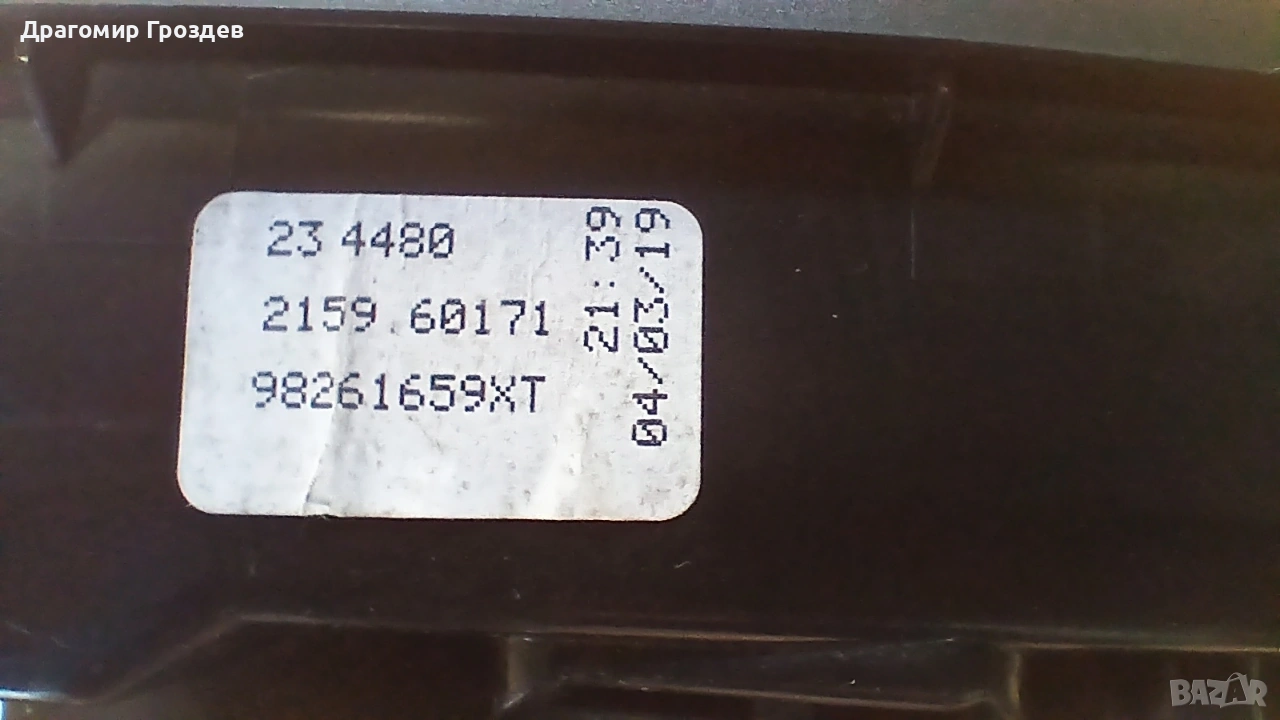 Драгомир Гроздев
23 4480
2159.60171
98261659XT
21:39
04/03/19
BAZAR